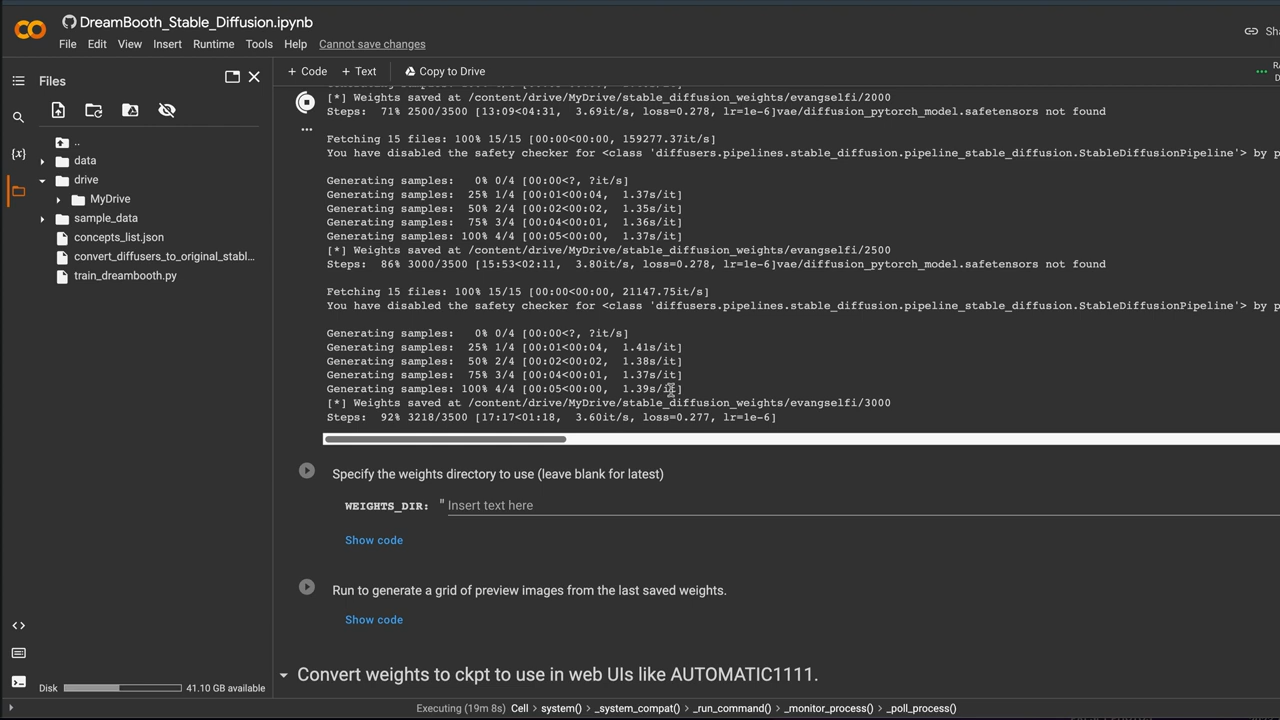 DreamBooth_Stable_Diffusion.ipynb
File Edit View Insert Runtime Tools Help Cannot save changes
Files
+ Code + Text Copy to Drive
..
data
drive
MyDrive
sample_data
concepts_list.json
convert_diffusers_to_original_stabl...
train_dreambooth.py
[*] Weights saved at /content/drive/MyDrive/stable_diffusion_weights/evangselfi/2000
Steps: 71% 2500/3500 [13:09<04:31, 3.69it/s, loss=0.278, lr=1e-6]vae/diffusion_pytorch_model.safetensors not found
Fetching 15 files: 100% 15/15 [00:00<00:00, 159277.37it/s]
You have disabled the safety checker for <class 'diffusers.pipelines.stable_diffusion.pipeline_stable_diffusion.StableDiffusionPipeline'> by p
Generating samples: 0% 0/4 [00:00<?, ?it/s]
Generating samples: 25% 1/4 [00:01<00:04, 1.37s/it]
Generating samples: 50% 2/4 [00:02<00:02, 1.35s/it]
Generating samples: 75% 3/4 [00:04<00:01, 1.36s/it]
Generating samples: 100% 4/4 [00:05<00:00, 1.37s/it]
[*] Weights saved at /content/drive/MyDrive/stable_diffusion_weights/evangselfi/2500
Steps: 86% 3000/3500 [15:53<02:11, 3.80it/s, loss=0.278, lr=1e-6]vae/diffusion_pytorch_model.safetensors not found
Fetching 15 files: 100% 15/15 [00:00<00:00, 21147.75it/s]
You have disabled the safety checker for <class 'diffusers.pipelines.stable_diffusion.pipeline_stable_diffusion.StableDiffusionPipeline'> by p
Generating samples: 0% 0/4 [00:00<?, ?it/s]
Generating samples: 25% 1/4 [00:01<00:04, 1.41s/it]
Generating samples: 50% 2/4 [00:02<00:02, 1.38s/it]
Generating samples: 75% 3/4 [00:04<00:01, 1.37s/it]
Generating samples: 100% 4/4 [00:05<00:00, 1.39s/it]
[*] Weights saved at /content/drive/MyDrive/stable_diffusion_weights/evangselfi/3000
Steps: 92% 3218/3500 [17:17<01:18, 3.60it/s, loss=0.277, lr=1e-6]
Specify the weights directory to use (leave blank for latest)
WEIGHTS_DIR: " Insert text here
Show code
Run to generate a grid of preview images from the last saved weights.
Show code
Convert weights to ckpt to use in web UIs like AUTOMATIC1111.
Disk 41.10 GB available
Executing (19m 8s) Cell > system() > _system_compat() > _run_command() > _monitor_process() > _poll_process()